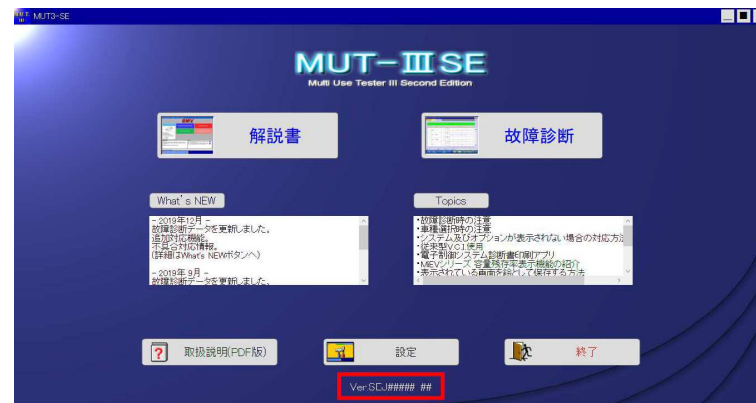 MUT3-SE
MUT-ⅢSE
Multi Use Tester III Second Edition
解説書
故障診断
What's NEW
- 2019年12月 -
故障診断データを更新しました。
追加対応機能。
不具合対応情報。
(詳細はWhat's NEWボタンへ)
- 2019年 9月 -
故障診断データを更新しました。
Topics
・故障診断時の注意
・車種選択時の注意
・システム及びオプションが表示されない場合の対応方法
・従来型V.C.I.使用
・電子制御システム診断書印刷アプリ
・MiEVシリーズ 容量残存率表示機能の紹介
・表示されている画面を絵として保存する方法
取扱説明(PDF版)
設定
終了
Ver.SEJ##### ##